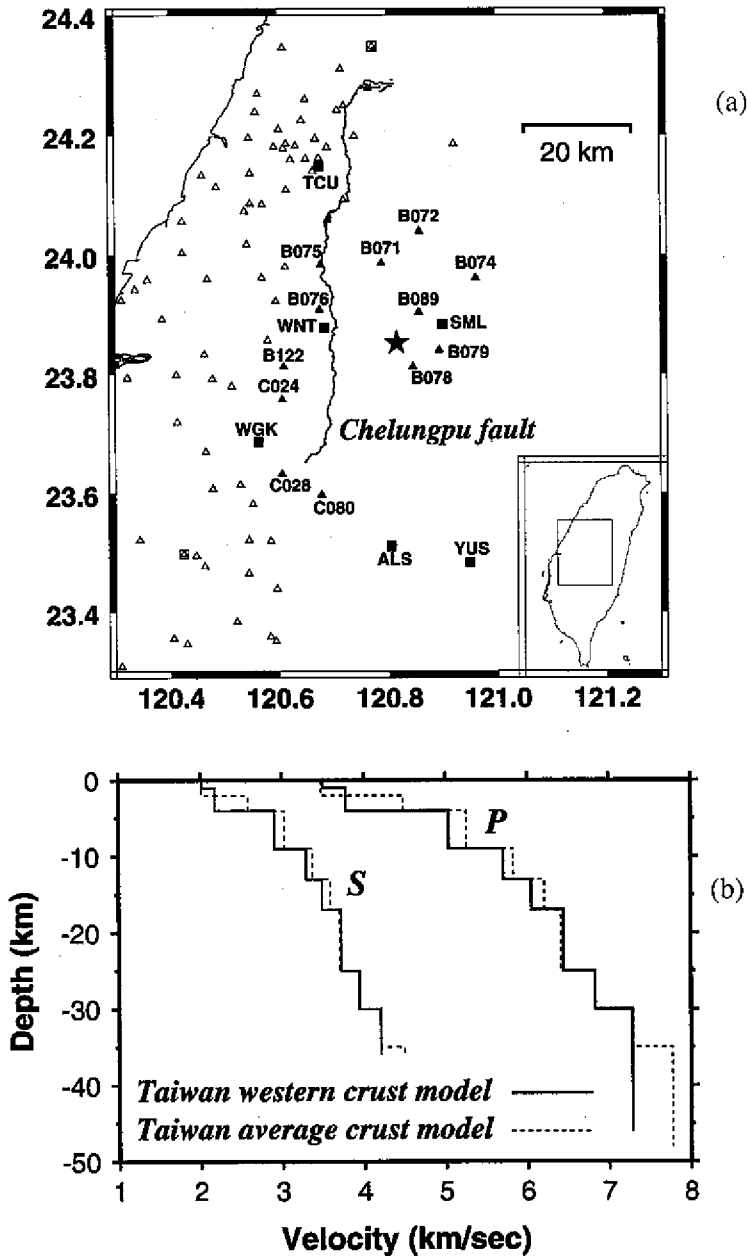 24.4
24.2
24.0
23.8
23.6
23.4
(a)
20 km
TCU
B072
B075
B071
B074
B076
B089
WNT
SML
B122
B079
B078
C024
WGK
Chelungpu fault
C028
C080
ALS
YUS
120.4 120.6 120.8 121.0 121.2
0
-10
-20
-30
-40
-50
P
S
(b)
Depth (km)
Taiwan western crust model
Taiwan average crust model
1 2 3 4 5 6 7 8
Velocity (km/sec)